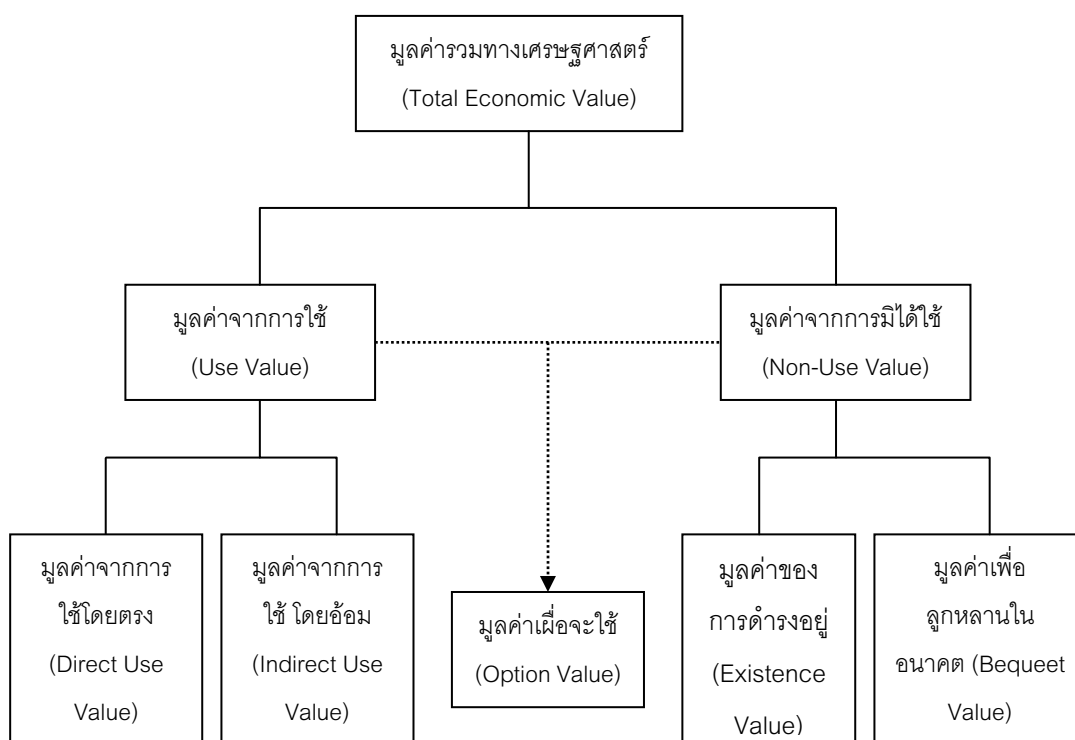 มูลค่ารวมทางเศรษฐศาสตร์
(Total Economic Value)
มูลค่าจากการใช้
(Use Value)
มูลค่าจากการมิได้ใช้
(Non-Use Value)
มูลค่าจากการ
ใช้โดยตรง
(Direct Use
Value)
มูลค่าจากการ
ใช้ โดยอ้อม
(Indirect Use
Value)
มูลค่าเผื่อจะใช้
(Option Value)
มูลค่าของ
การดำรงอยู่
(Existence
Value)
มูลค่าเพื่อ
ลูกหลานใน
อนาคต (Bequeet
Value)